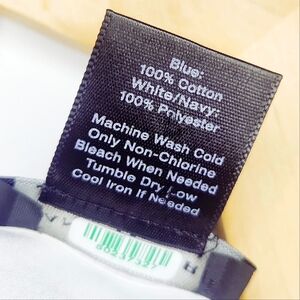 Blue:
100% Cotton
White/Navy:
100% Polyester
Machine Wash Cold
Only Non-Chlorine
Bleach When Needed
Tumble Dry Low
Cool Iron If Needed